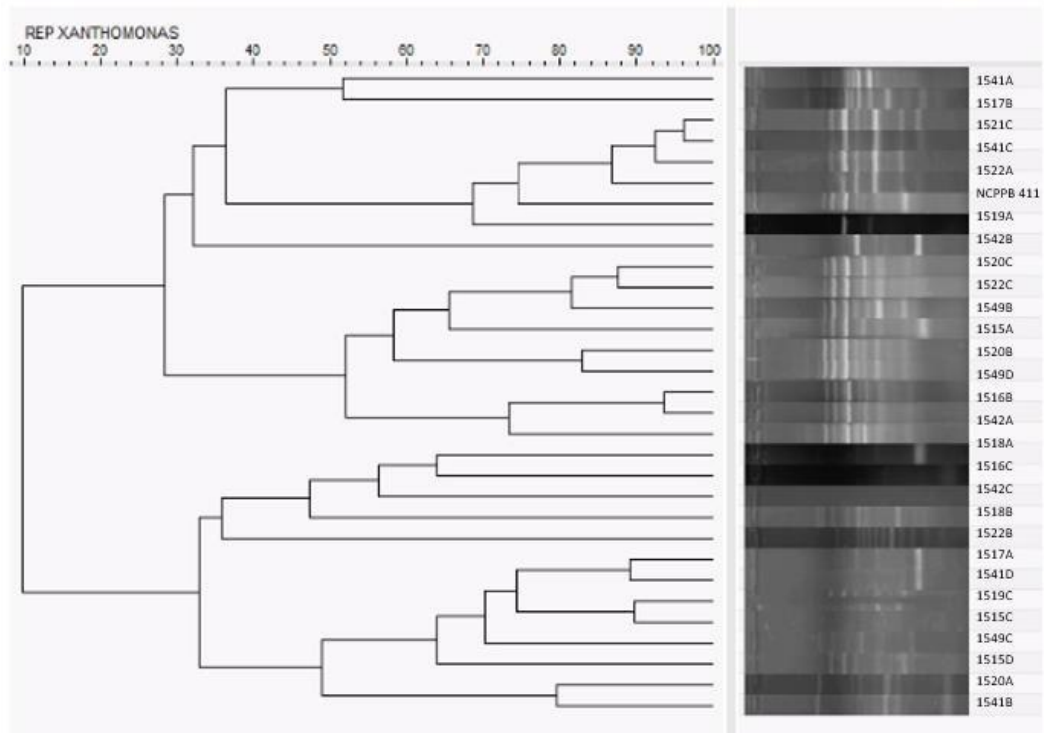 REP XANTHOMONAS
10 20 30 40 50 60 70 80 90 100
1541A
1517B
1521C
1541C
1522A
NCPPB 411
1519A
1542B
1520C
1522C
1549B
1515A
1520B
1549D
1516B
1542A
1518A
1516C
1542C
1518B
1522B
1517A
1541D
1519C
1515C
1549C
1515D
1520A
1541B